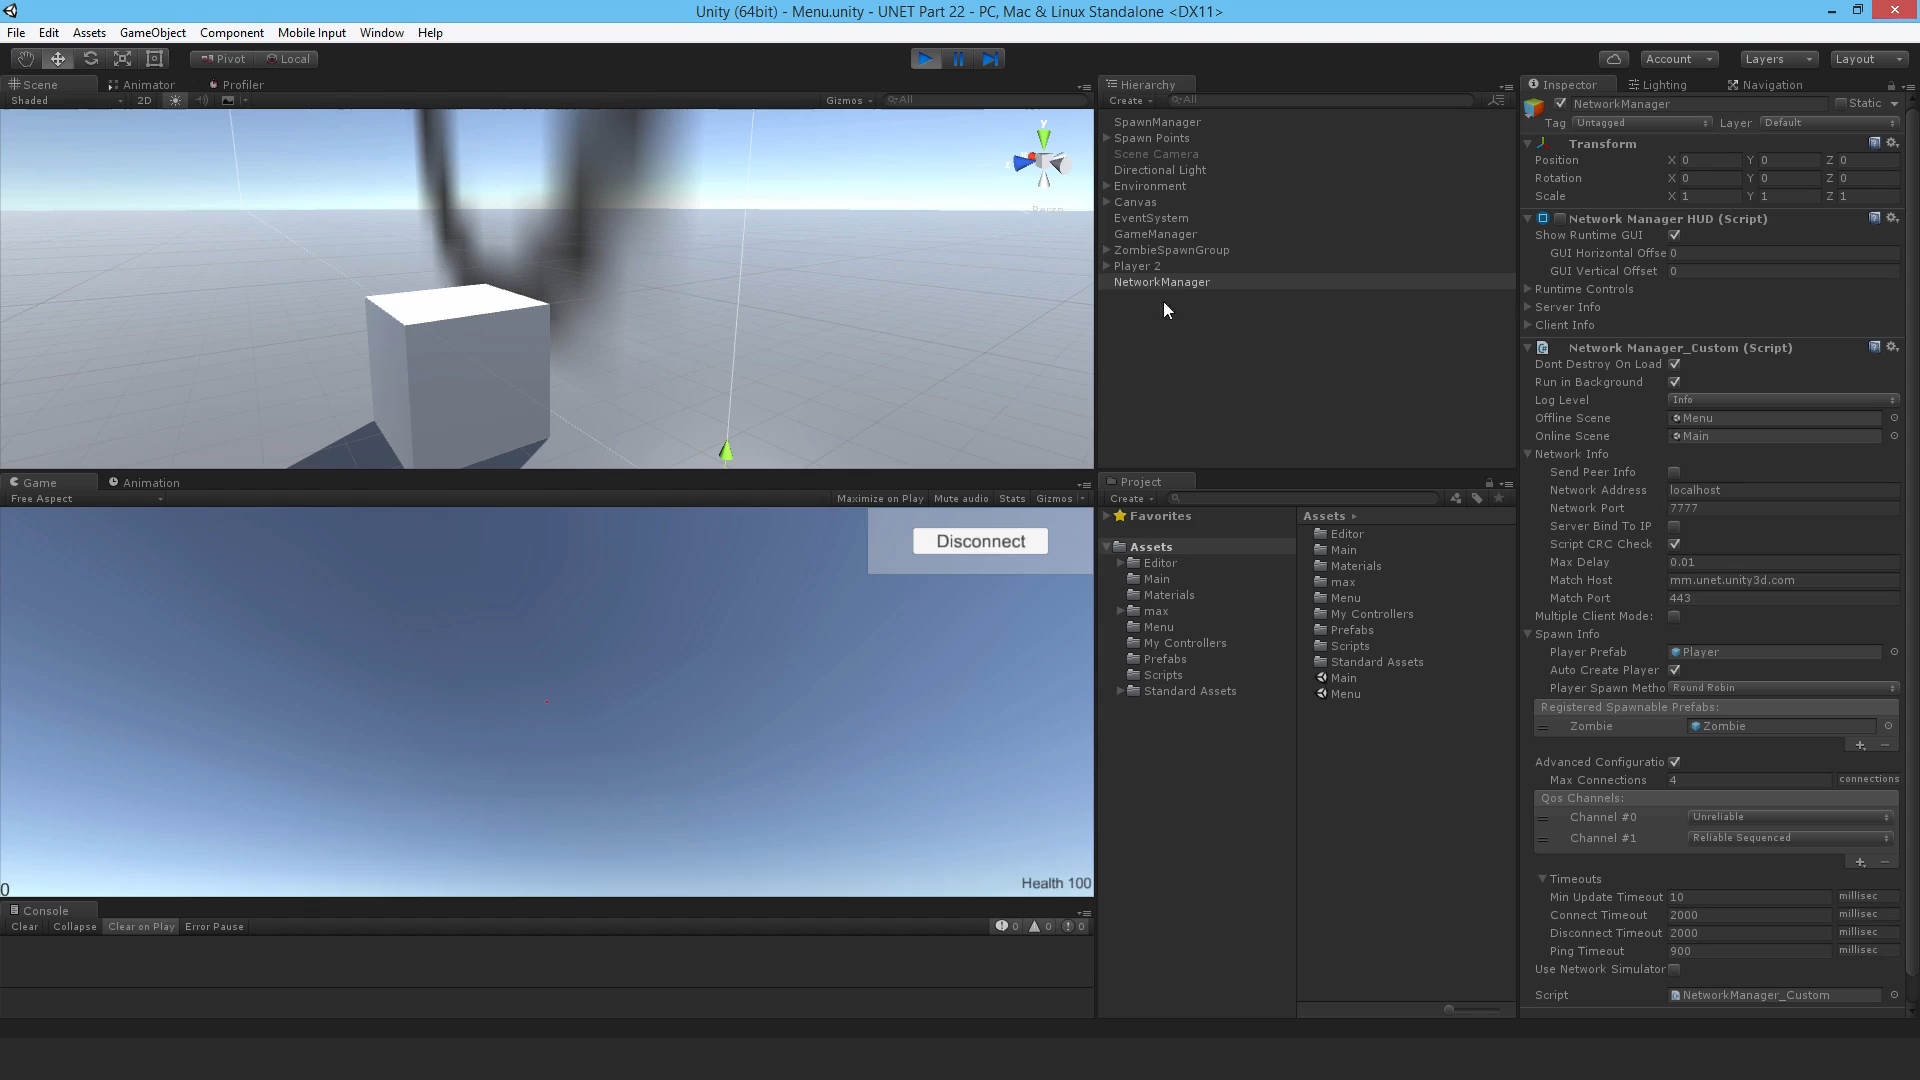 Unity (64bit) - Menu.unity - UNET Part 22 - PC, Mac & Linux Standalone <DX11>
File Edit Assets GameObject Component Mobile Input Window Help
Pivot Local Account Layers Layout
Scene Animator Profiler
Shaded 2D Gizmos All
y
Persp
Hierarchy
Create All
SpawnManager
Spawn Points
Scene Camera
Directional Light
Environment
Canvas
EventSystem
GameManager
ZombieSpawnGroup
Player 2
NetworkManager
Game Animation
Free Aspect Maximize on Play Mute audio Stats Gizmos
Disconnect
0
Health 100
Console
Clear Collapse Clear on Play Error Pause 0 0 0
Project
Create
Favorites
Assets
Editor
Main
Materials
max
Menu
My Controllers
Prefabs
Scripts
Standard Assets
Assets
Editor
Main
Materials
max
Menu
My Controllers
Prefabs
Scripts
Standard Assets
Main
Menu
Inspector Lighting Navigation
NetworkManager Static
Tag Untagged Layer Default
Transform
Position X 0 Y 0 Z 0
Rotation X 0 Y 0 Z 0
Scale X 1 Y 1 Z 1
Network Manager HUD (Script)
Show Runtime GUI
GUI Horizontal Offse 0
GUI Vertical Offset 0
Runtime Controls
Server Info
Client Info
Network Manager_Custom (Script)
Dont Destroy On Load
Run in Background
Log Level Info
Offline Scene Menu
Online Scene Main
Network Info
Send Peer Info
Network Address localhost
Network Port 7777
Server Bind To IP
Script CRC Check
Max Delay 0.01
Match Host mm.unet.unity3d.com
Match Port 443
Multiple Client Mode:
Spawn Info
Player Prefab Player
Auto Create Player
Player Spawn Metho Round Robin
Registered Spawnable Prefabs:
Zombie Zombie
Advanced Configuratio
Max Connections 4 connections
Qos Channels:
Channel #0 Unreliable
Channel #1 Reliable Sequenced
Timeouts
Min Update Timeout 10 millisec
Connect Timeout 2000 millisec
Disconnect Timeout 2000 millisec
Ping Timeout 900 millisec
Use Network Simulator
Script NetworkManager_Custom